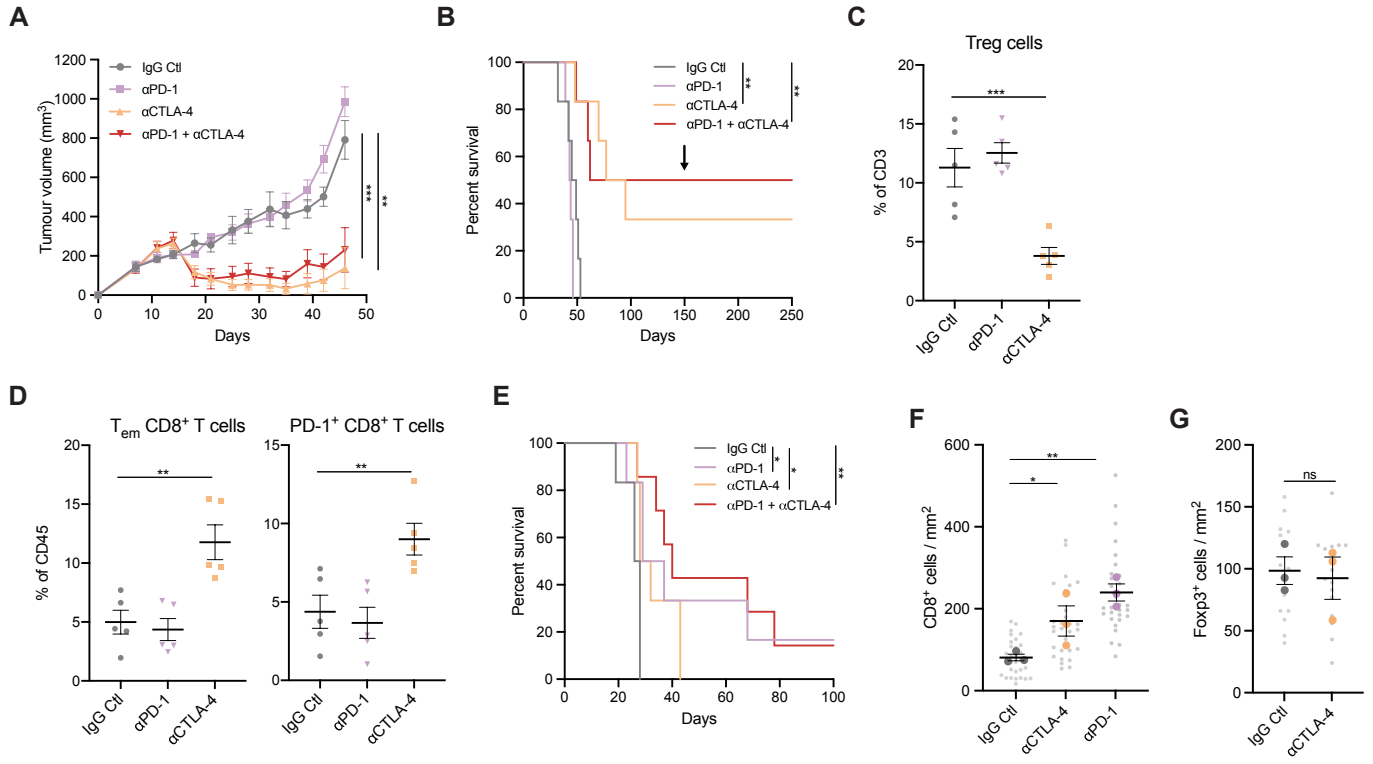 A
Tumour volume (mm³)
1200
1000
800
600
400
200
0
0 10 20 30 40 50
Days
IgG Ctl
αPD-1
αCTLA-4
αPD-1 + αCTLA-4
***
**
B
Percent survival
100
80
60
40
20
0
0 50 100 150 200 250
Days
IgG Ctl
αPD-1
αCTLA-4
αPD-1 + αCTLA-4
**
**
C
Treg cells
% of CD3
20
15
10
5
0
***
IgG Ctl
αPD-1
αCTLA-4
D
Tem CD8⁺ T cells
% of CD45
20
15
10
5
0
**
IgG Ctl
αPD-1
αCTLA-4
PD-1⁺ CD8⁺ T cells
15
10
5
0
**
IgG Ctl
αPD-1
αCTLA-4
E
Percent survival
100
80
60
40
20
0
0 20 40 60 80 100
Days
IgG Ctl
αPD-1
αCTLA-4
αPD-1 + αCTLA-4
*
*
**
F
CD8⁺ cells / mm²
600
400
200
0
**
*
IgG Ctl
αCTLA-4
αPD-1
G
Foxp3⁺ cells / mm²
200
150
100
50
0
ns
IgG Ctl
αCTLA-4